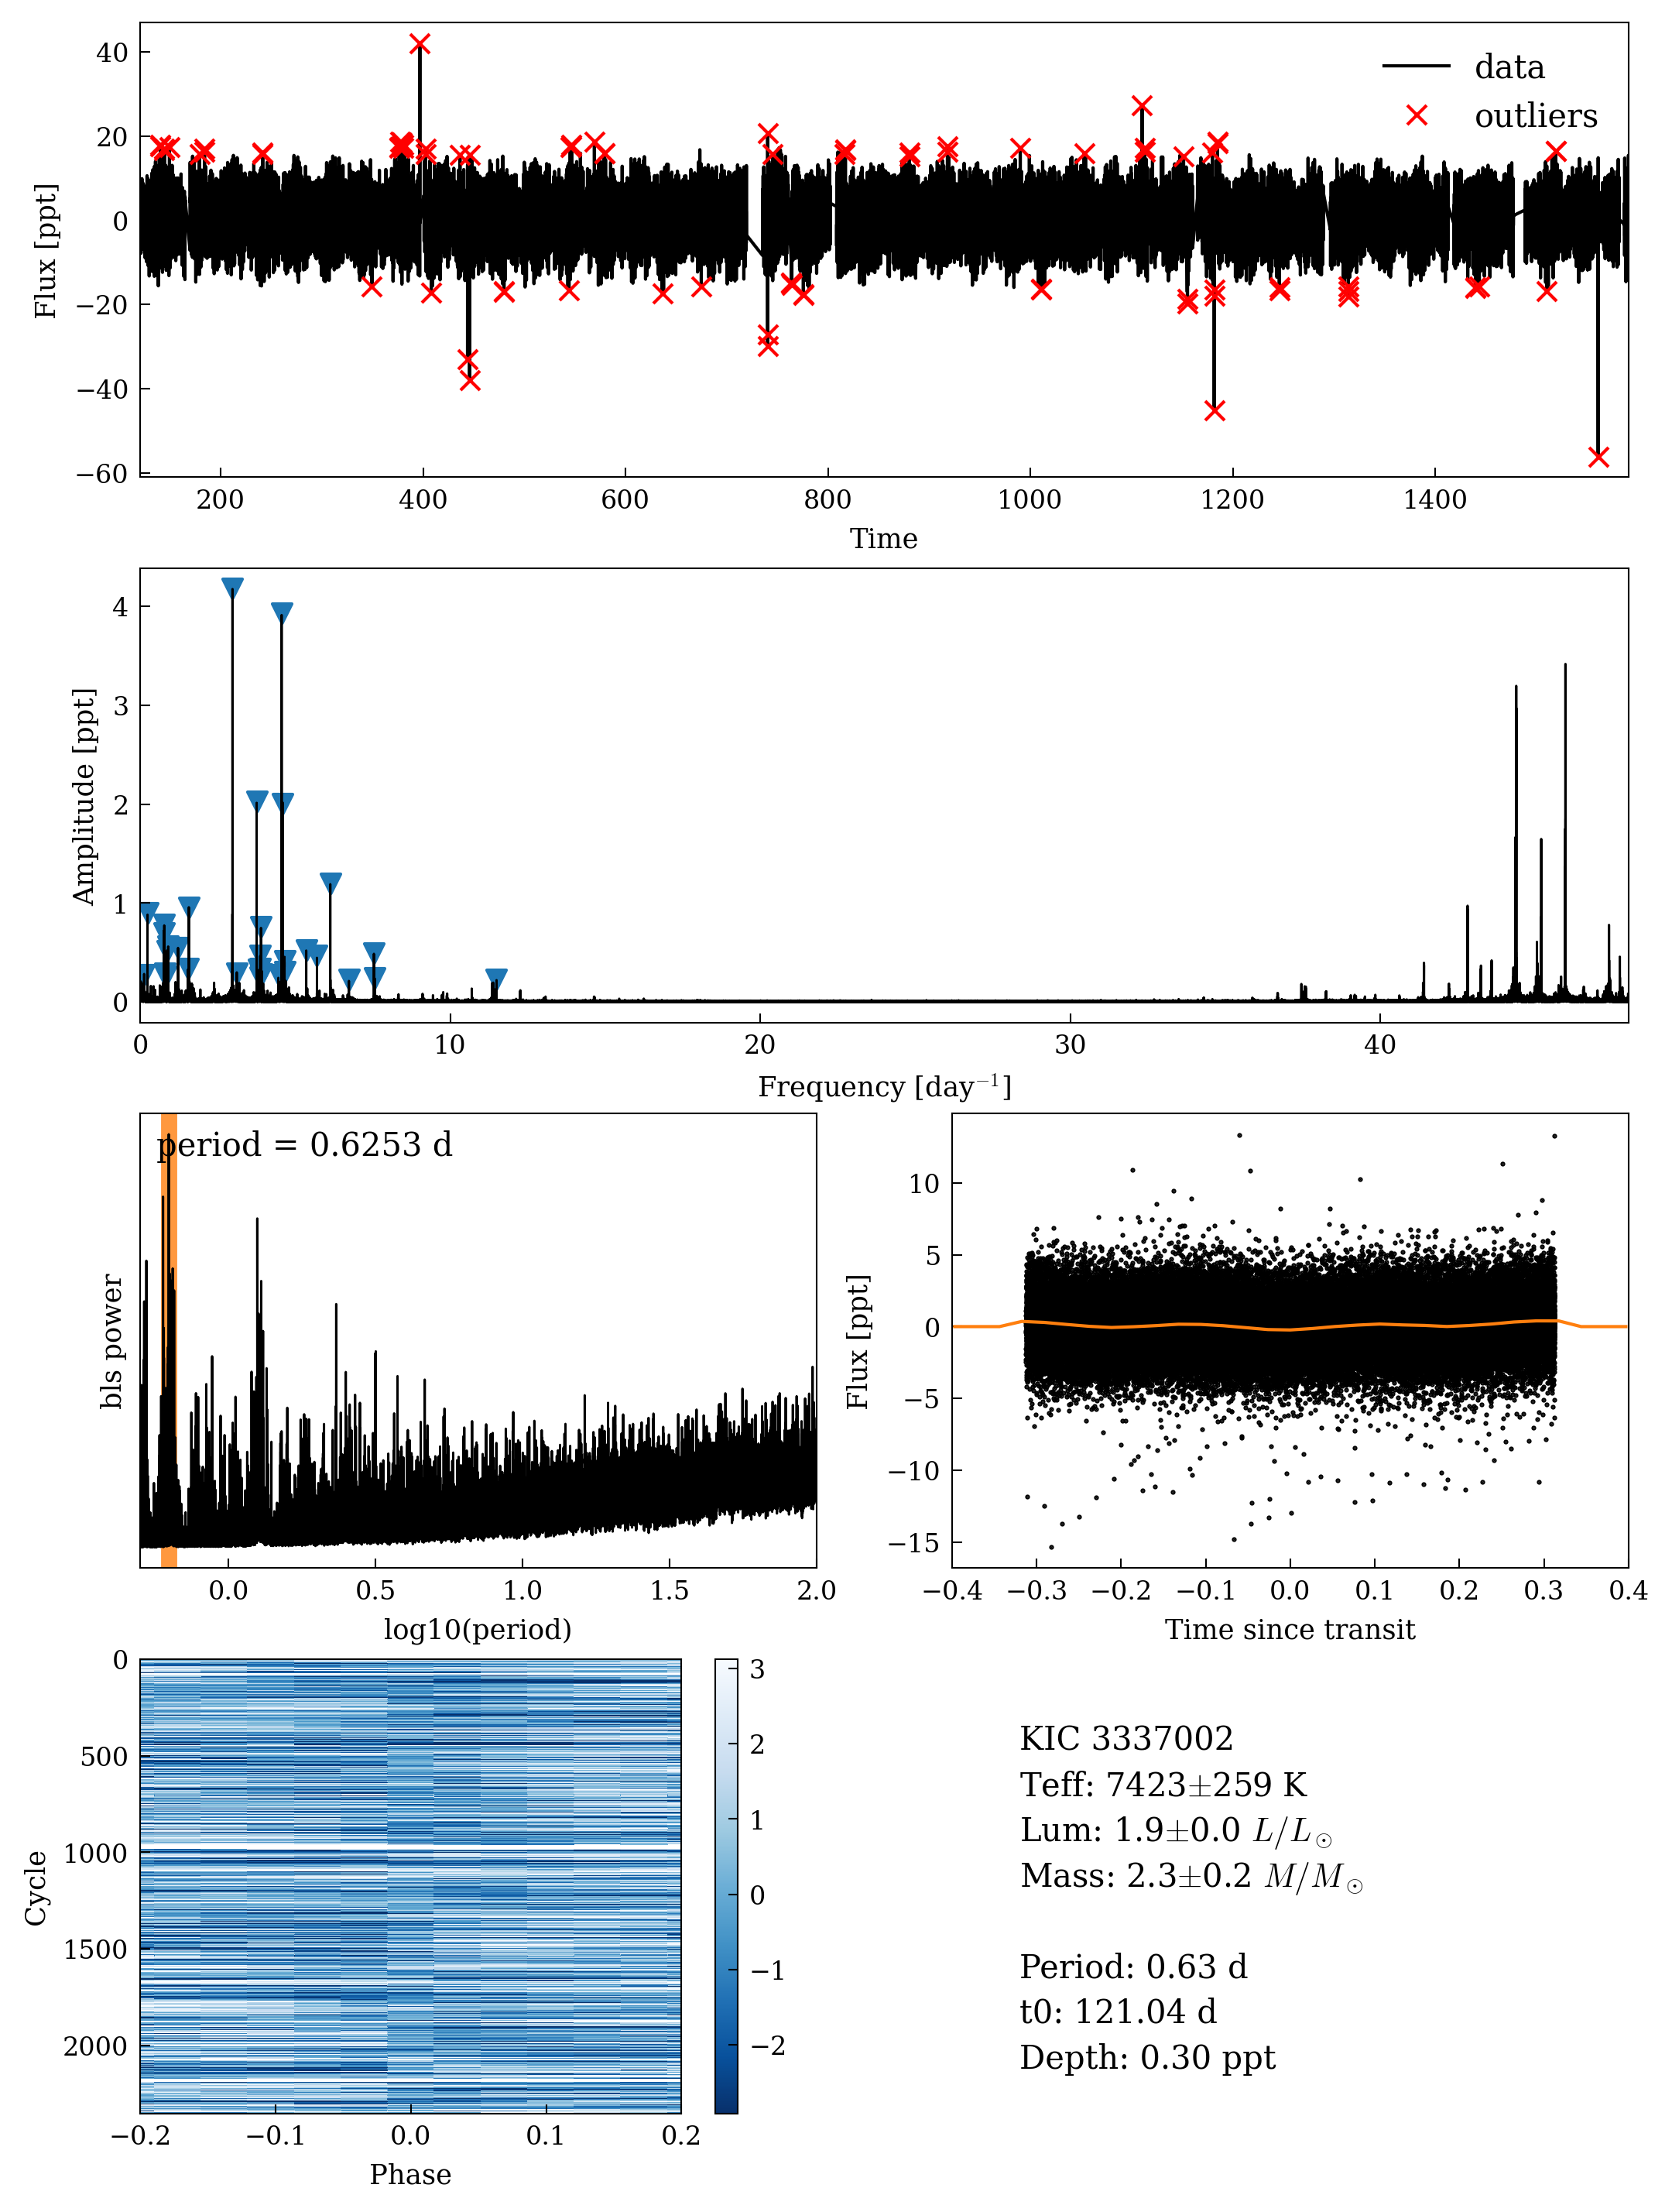 40
20
0
−20
−40
−60
Flux [ppt]
data
outliers
200
400
600
800
1000
1200
1400
Time
4
3
2
1
0
Amplitude [ppt]
0
10
20
30
40
Frequency [day⁻¹]
period = 0.6253 d
bls power
0.0
0.5
1.0
1.5
2.0
log10(period)
10
5
0
−5
−10
−15
Flux [ppt]
−0.4
−0.3
−0.2
−0.1
0.0
0.1
0.2
0.3
0.4
Time since transit
0
500
1000
1500
2000
Cycle
−0.2
−0.1
0.0
0.1
0.2
Phase
3
2
1
0
−1
−2
KIC 3337002
Teff: 7423±259 K
Lum: 1.9±0.0 L/L☉
Mass: 2.3±0.2 M/M☉
Period: 0.63 d
t0: 121.04 d
Depth: 0.30 ppt